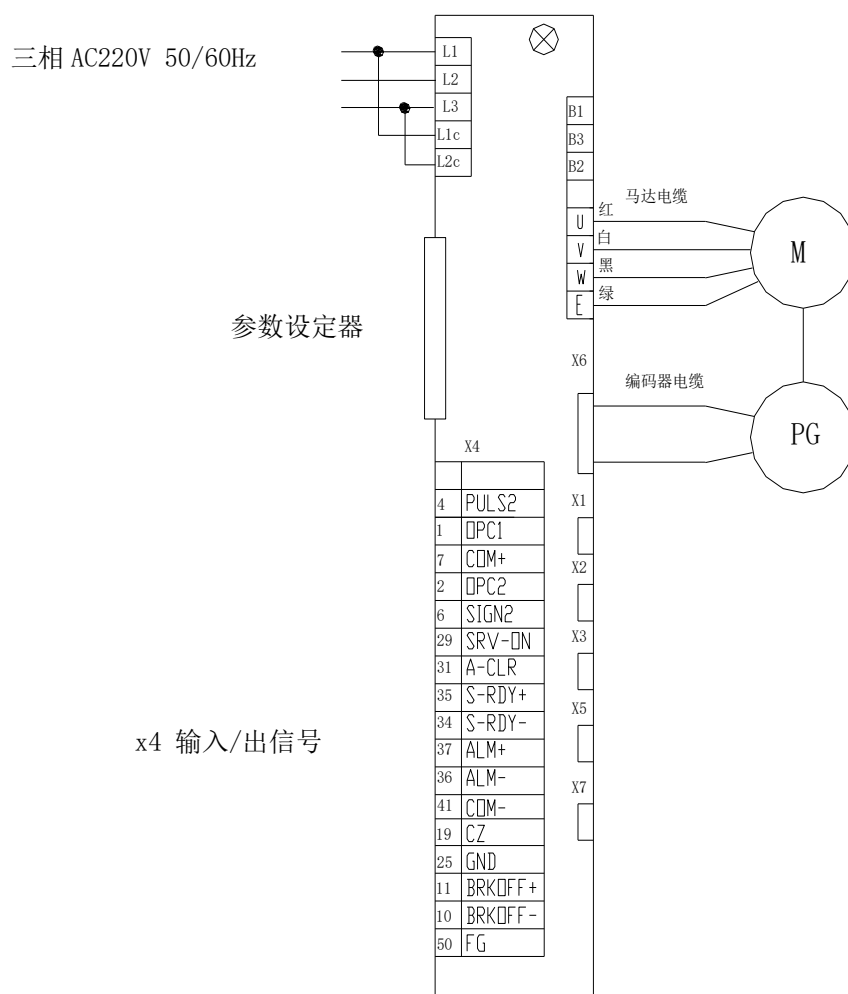 三相 AC220V 50/60Hz
L1
L2
L3
L1c
L2c
B1
B3
B2
马达电缆
U 红
V 白
W 黑
E 绿
M
参数设定器
X6
编码器电缆
PG
X4
4 PULS2
1 OPC1
7 COM+
2 OPC2
6 SIGN2
29 SRV-ON
31 A-CLR
35 S-RDY+
34 S-RDY-
37 ALM+
36 ALM-
41 COM-
19 CZ
25 GND
11 BRKOFF+
10 BRKOFF-
50 FG
x4 输入/出信号
X1
X2
X3
X5
X7